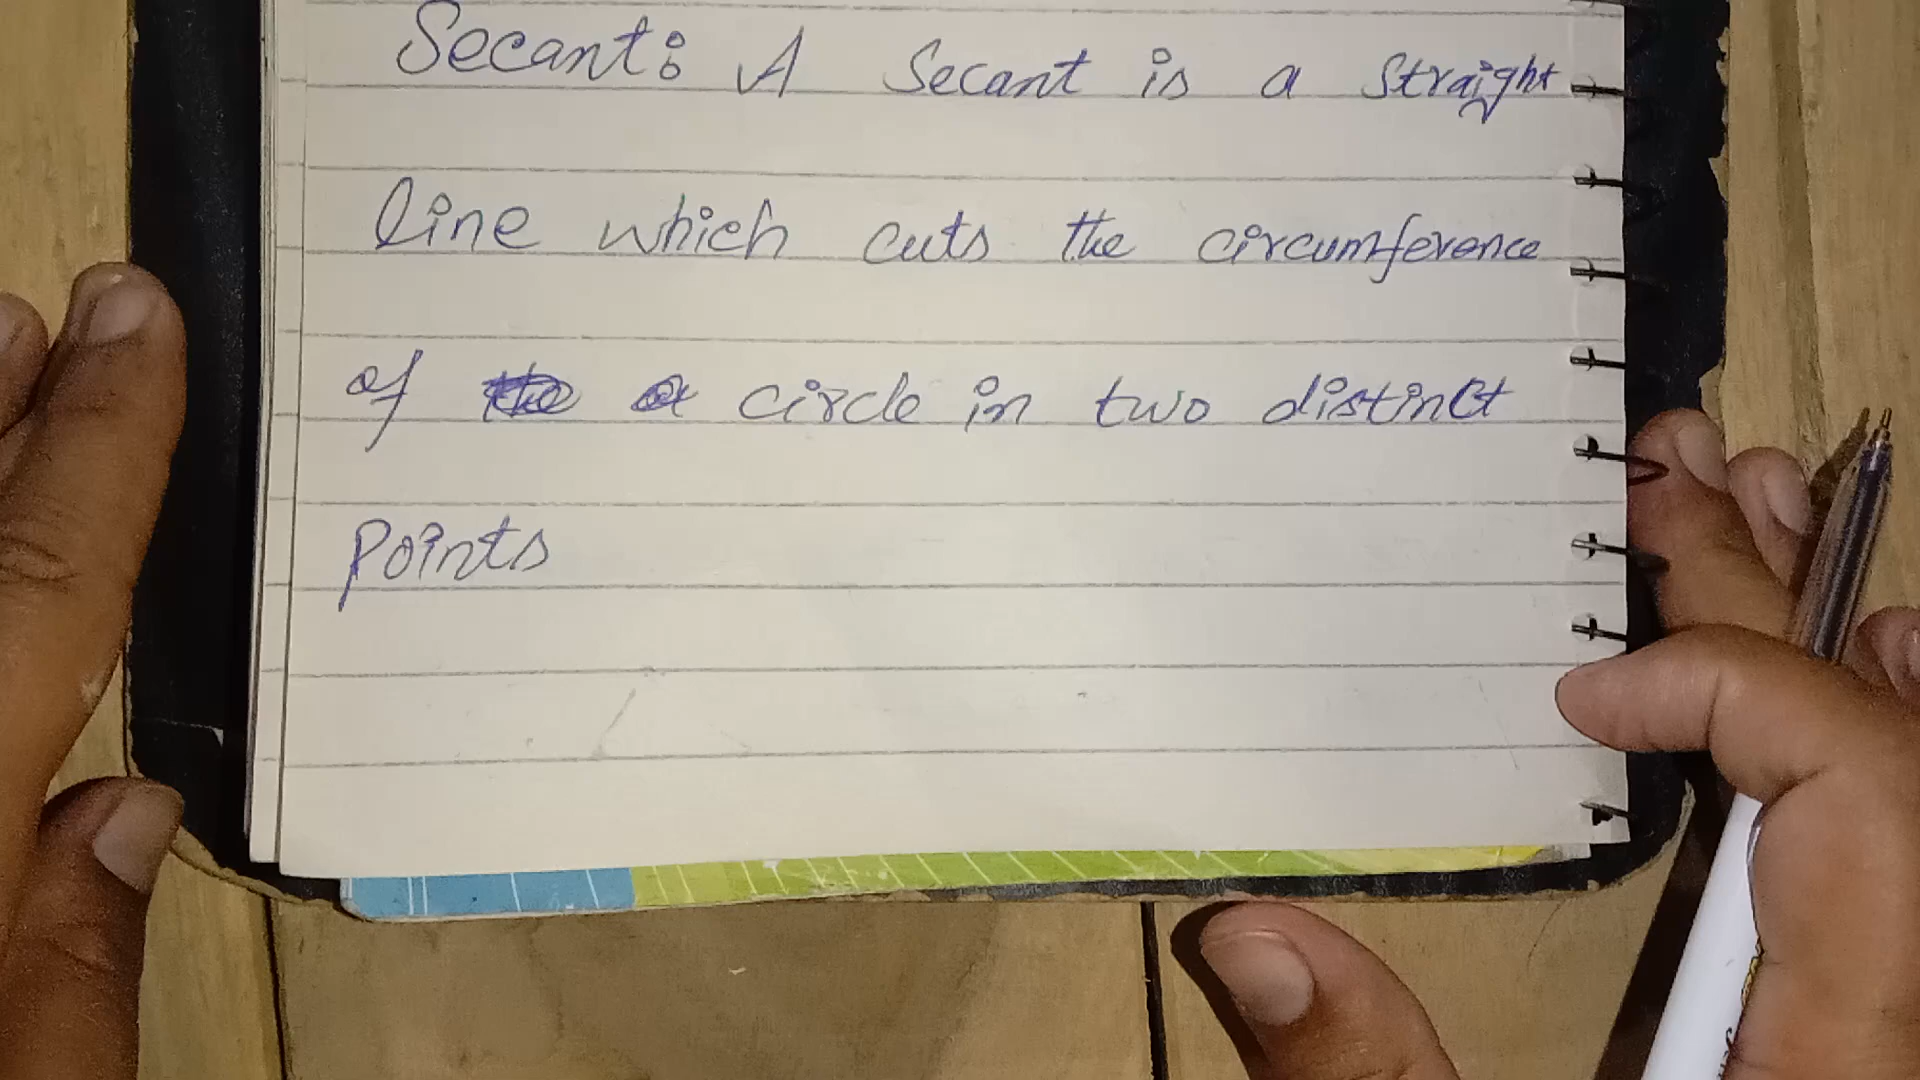 Secant: A Secant is a straight
line which cuts the circumference
of a circle in two distinct
Points